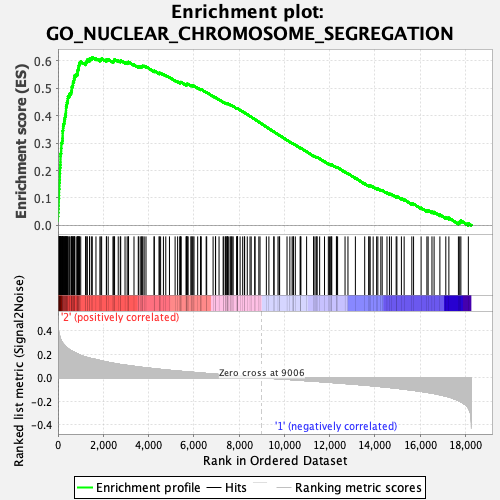 Enrichment plot:
GO_NUCLEAR_CHROMOSOME_SEGREGATION
Enrichment score (ES)
0.6
0.5
0.4
0.3
0.2
0.1
0.0
Ranked list metric (Signal2Noise)
'2' (positively correlated)
0.4
0.2
0.0
-0.2
-0.4
Zero cross at 9006
'1' (negatively correlated)
0
2,000
4,000
6,000
8,000
10,000
12,000
14,000
16,000
18,000
Rank in Ordered Dataset
Enrichment profile
Hits
Ranking metric scores